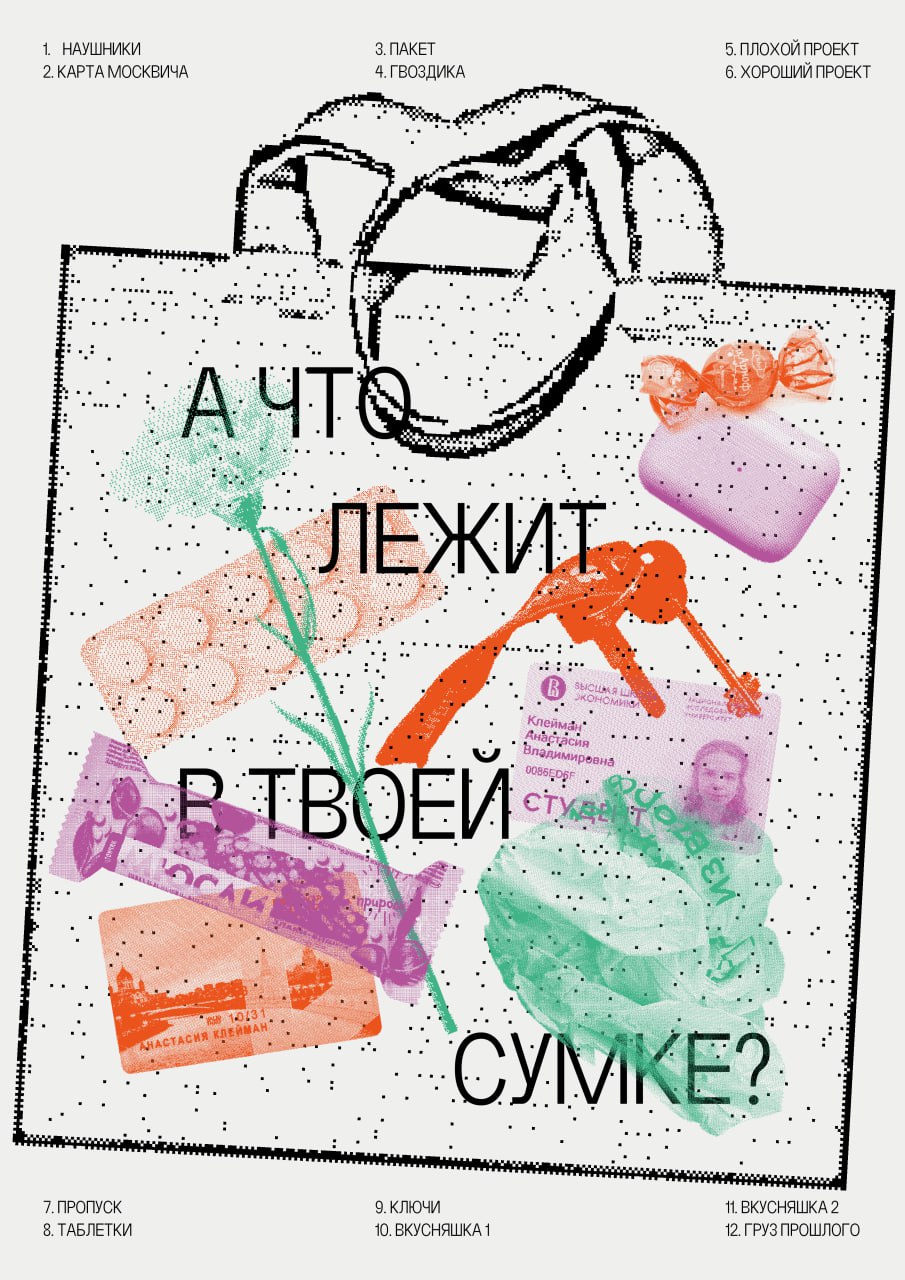 1. НАУШНИКИ
2. КАРТА МОСКВИЧА
3. ПАКЕТ
4. ГВОЗДИКА
5. ПЛОХОЙ ПРОЕКТ
6. ХОРОШИЙ ПРОЕКТ
А ЧТО
ЛЕЖИТ
ВЫСШАЯ ШКОЛА
ЭКОНОМИКИ
Клейман
Анастасия
Владимировна
СТУДЕНТ
В ТВОЕЙ
10/31
АНАСТАСИЯ КЛЕЙМАН
СУМКЕ?
7. ПРОПУСК
8. ТАБЛЕТКИ
9. КЛЮЧИ
10. ВКУСНЯШКА 1
11. ВКУСНЯШКА 2
12. ГРУЗ ПРОШЛОГО